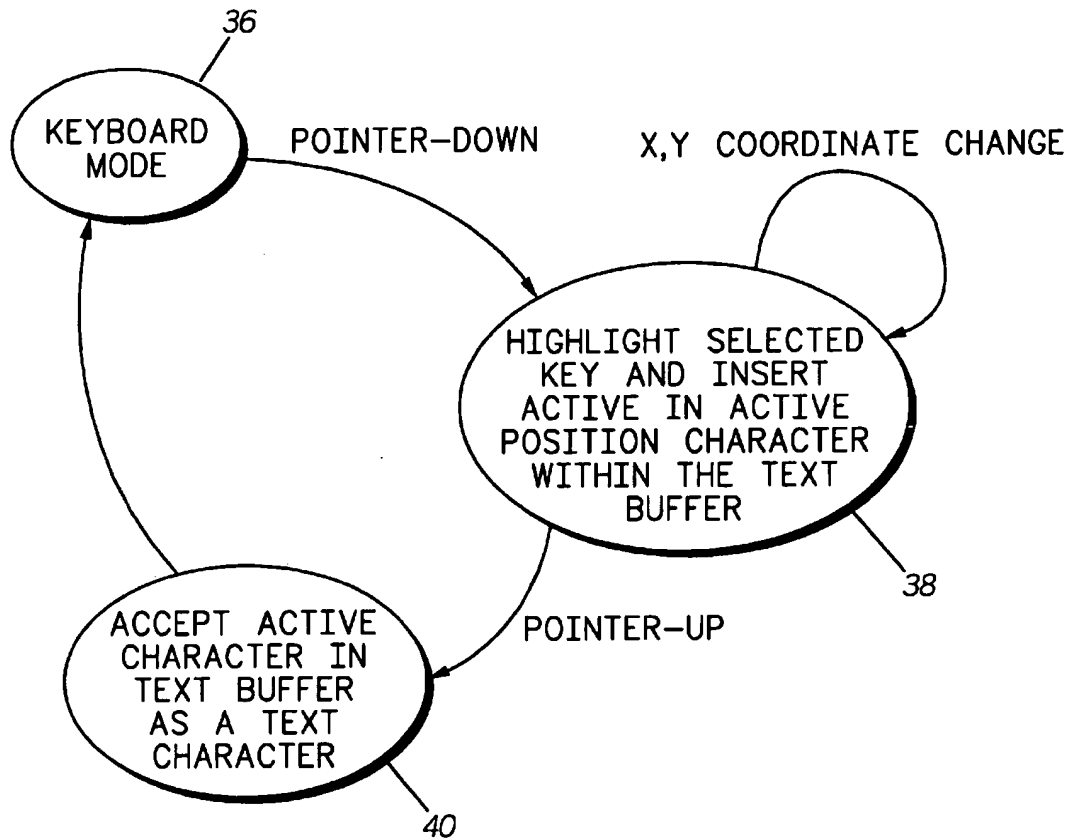 36
KEYBOARD
MODE
POINTER-DOWN
X,Y COORDINATE CHANGE
HIGHLIGHT SELECTED
KEY AND INSERT
ACTIVE IN ACTIVE
POSITION CHARACTER
WITHIN THE TEXT
BUFFER
38
POINTER-UP
ACCEPT ACTIVE
CHARACTER IN
TEXT BUFFER
AS A TEXT
CHARACTER
40